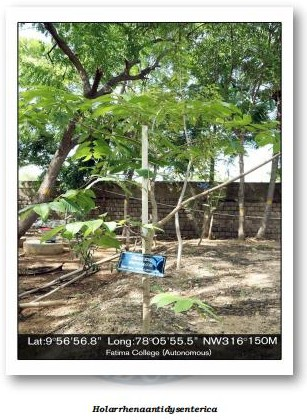 Lat:9°56'56.8" Long:78°05'55.5" NW316°150M
Fatima College (Autonomous)
Holarrhenaantidysenterica